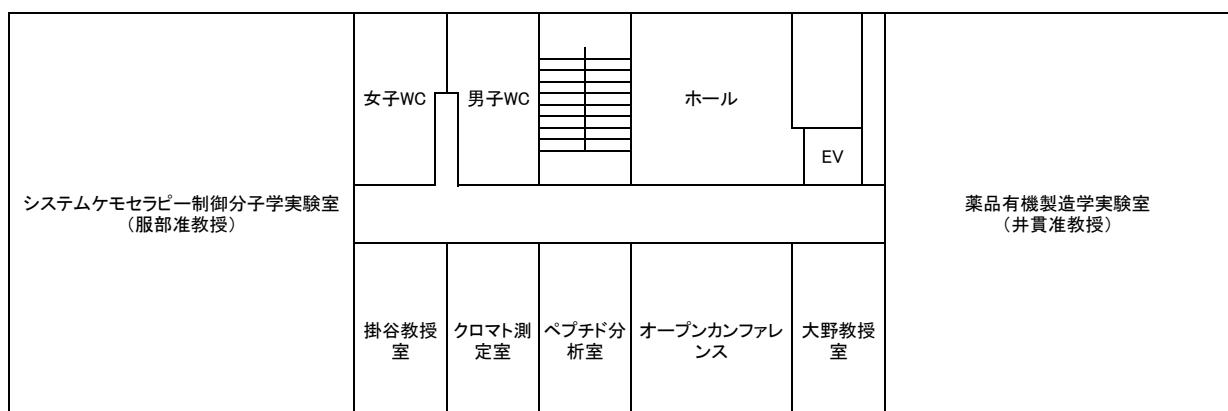 女子WC
男子WC
ホール
EV
システムケモセラピー制御分子学実験室
（服部准教授）
薬品有機製造学実験室
（井貫准教授）
掛谷教授
室
クロマト測
定室
ペプチド分
析室
オープンカンファレ
ンス
大野教授
室